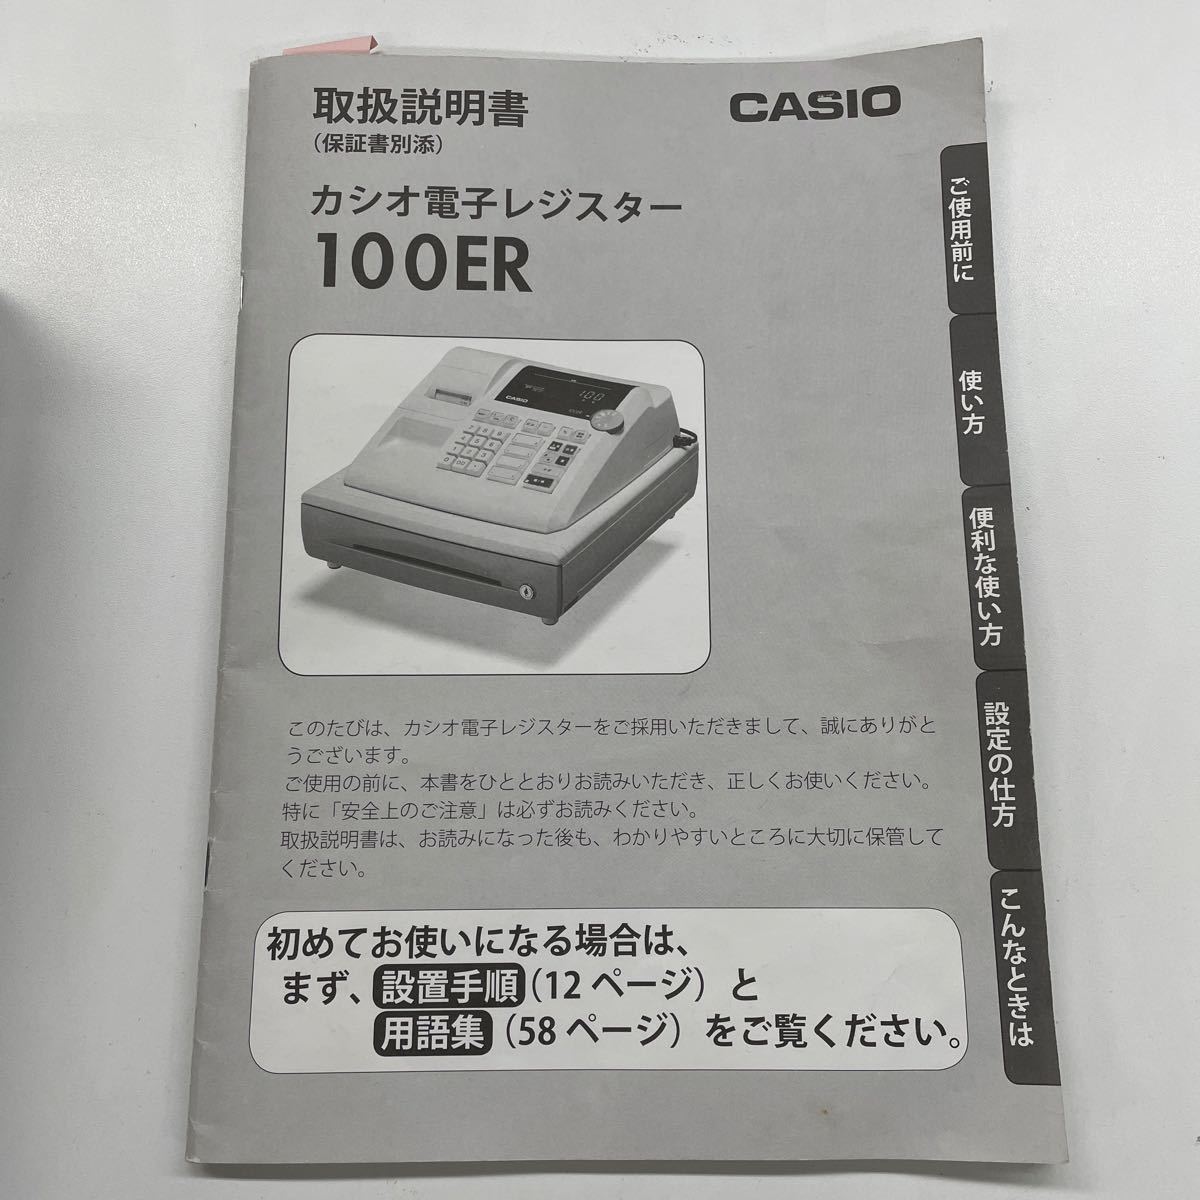 取扱説明書
(保証書別添)
CASIO
カシオ電子レジスター
100ER
CASIO
100
このたびは、カシオ電子レジスターをご採用いただきまして、誠にありがと
うございます。
ご使用の前に、本書をひととおりお読みいただき、正しくお使いください。
特に「安全上のご注意」は必ずお読みください。
取扱説明書は、お読みになった後も、わかりやすいところに大切に保管して
ください。
初めてお使いになる場合は、
まず、設置手順(12 ページ)と
用語集(58 ページ)をご覧ください。
ご使用前に
使い方
便利な使い方
設定の仕方
こんなときは